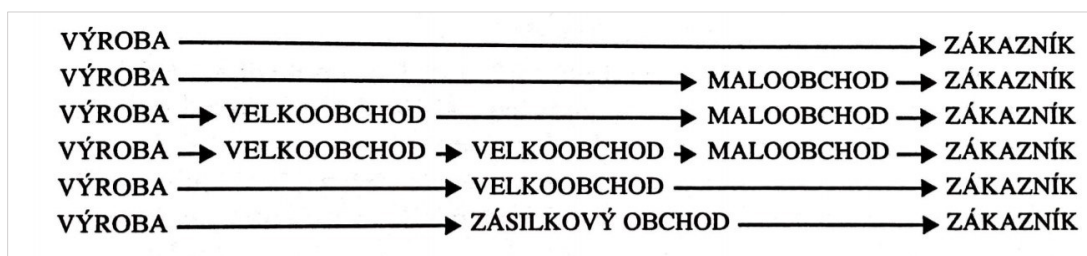 VÝROBA ZÁKAZNÍK
VÝROBA MALOOBCHOD ZÁKAZNÍK
VÝROBA VELKOOBCHOD MALOOBCHOD ZÁKAZNÍK
VÝROBA VELKOOBCHOD VELKOOBCHOD MALOOBCHOD ZÁKAZNÍK
VÝROBA VELKOOBCHOD ZÁKAZNÍK
VÝROBA ZÁSILKOVÝ OBCHOD ZÁKAZNÍK